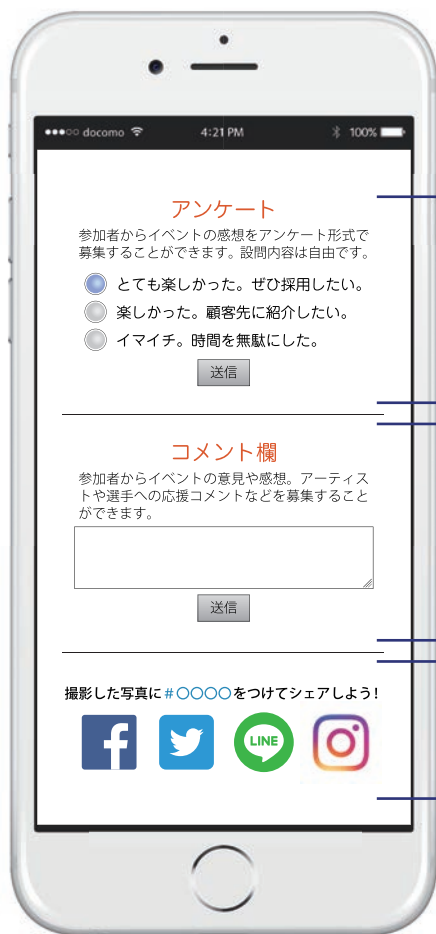 docomo 4:21 PM 100%
アンケート
参加者からイベントの感想をアンケート形式で
募集することができます。設問内容は自由です。
とても楽しかった。ぜひ採用したい。
楽しかった。顧客先に紹介したい。
イマイチ。時間を無駄にした。
送信
コメント欄
参加者からイベントの意見や感想。アーティス
トや選手への応援コメントなどを募集すること
ができます。
送信
撮影した写真に#〇〇〇〇をつけてシェアしよう!
LINE